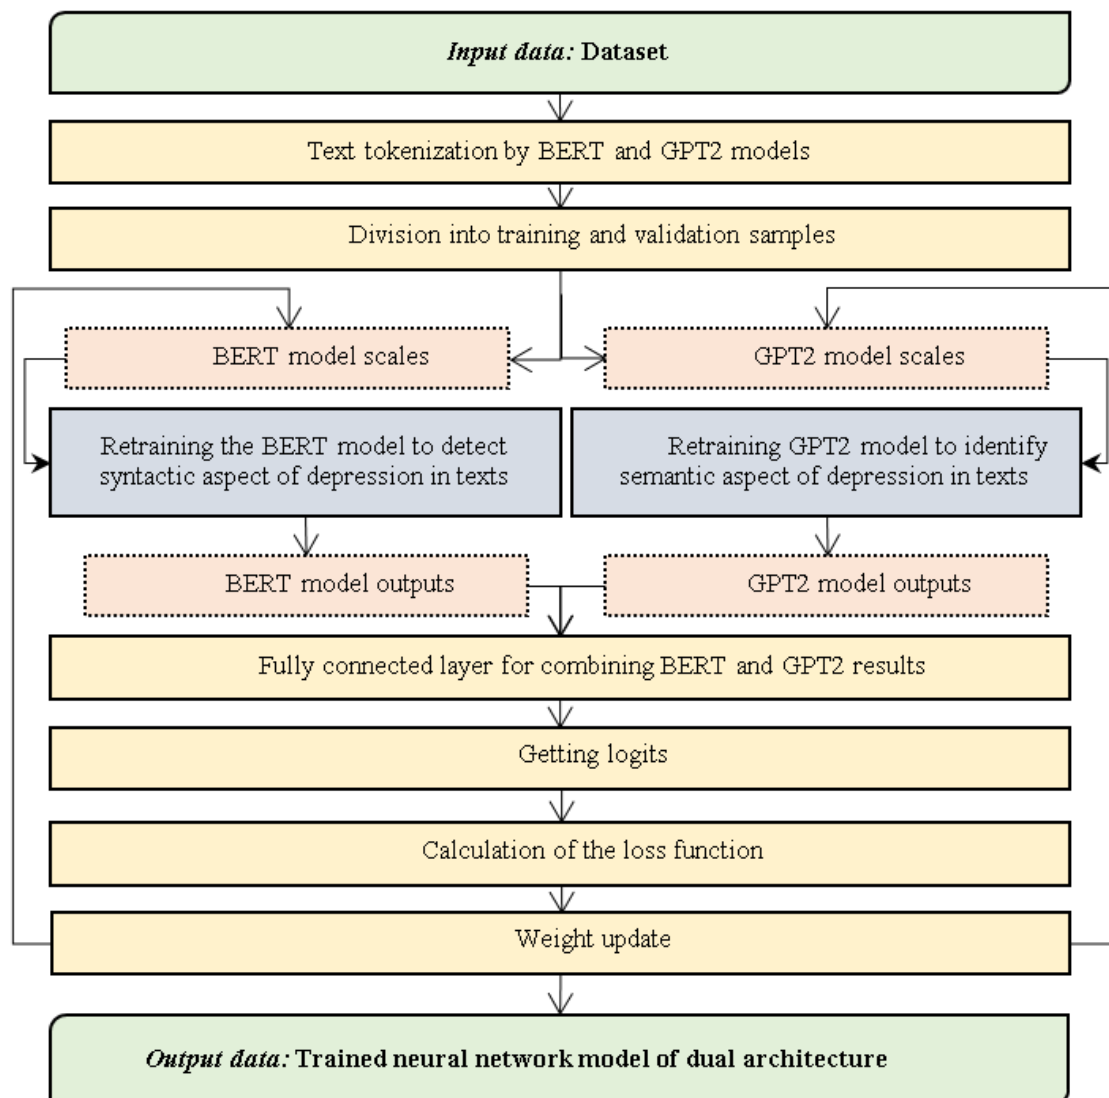 Input data: Dataset
Text tokenization by BERT and GPT2 models
Division into training and validation samples
BERT model scales
GPT2 model scales
Retraining the BERT model to detect
syntactic aspect of depression in texts
Retraining GPT2 model to identify
semantic aspect of depression in texts
BERT model outputs
GPT2 model outputs
Fully connected layer for combining BERT and GPT2 results
Getting logits
Calculation of the loss function
Weight update
Output data: Trained neural network model of dual architecture